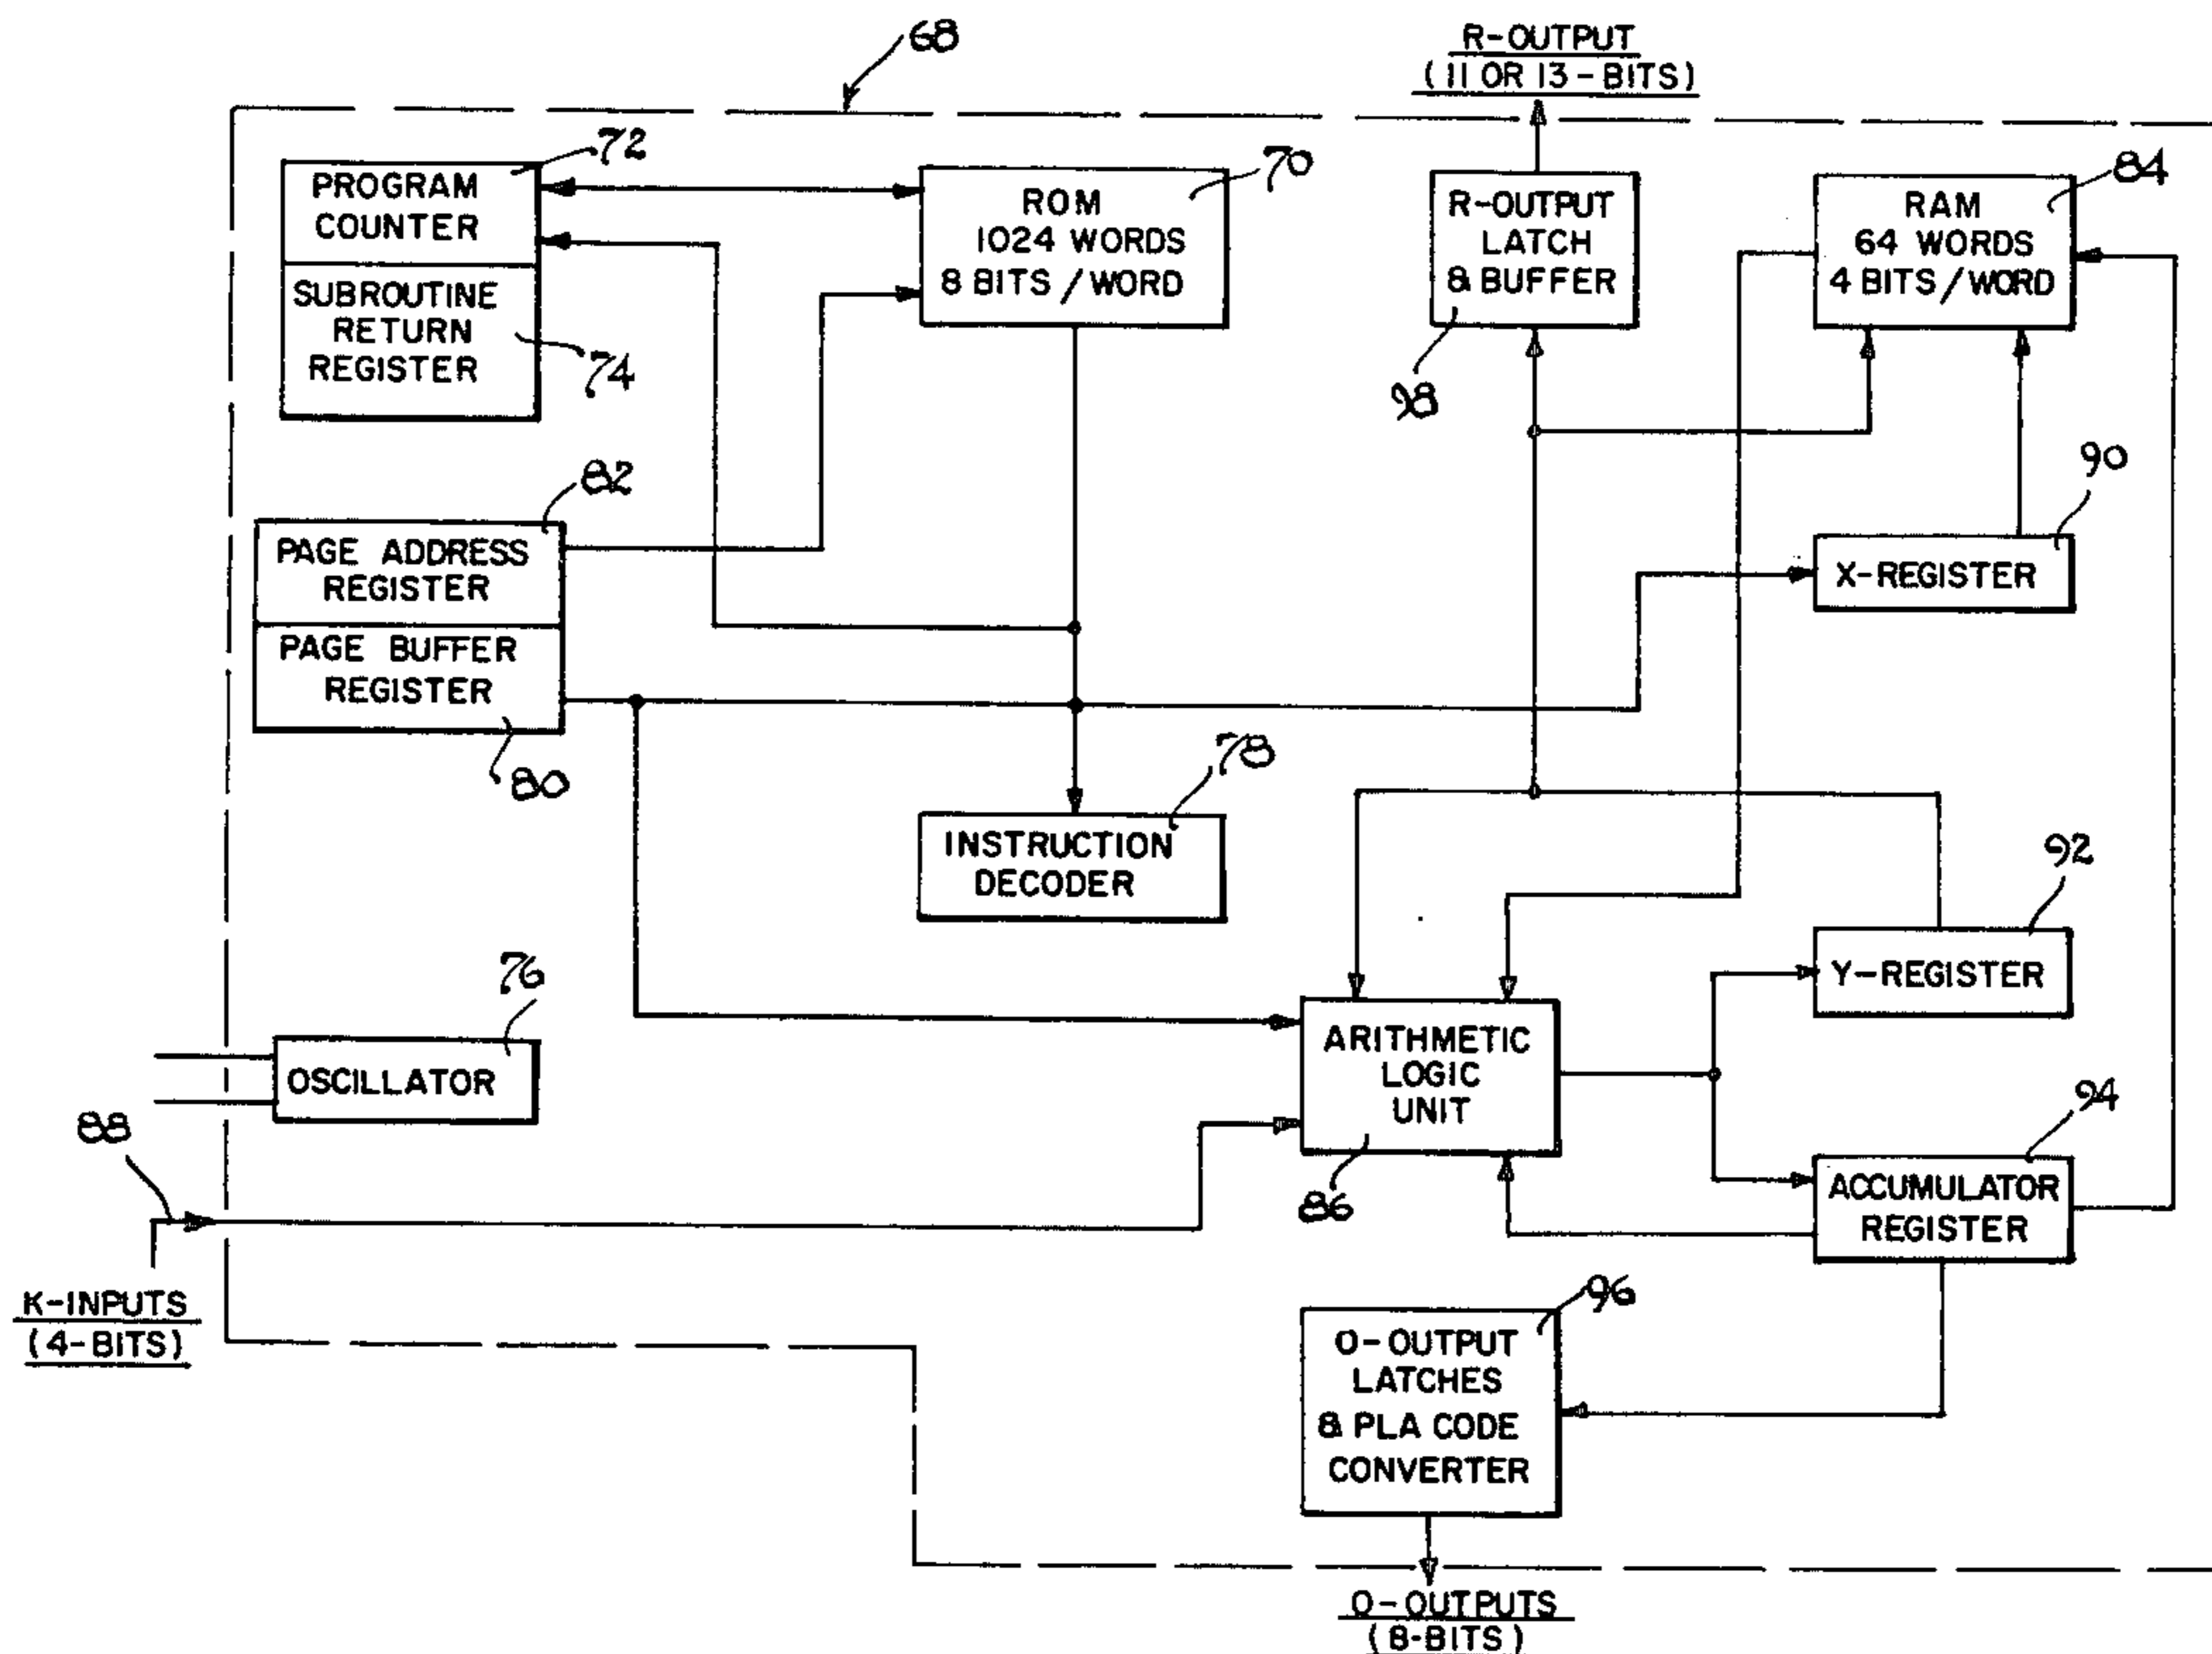 68
R-OUTPUT
(11 OR 13-BITS)
72
PROGRAM
COUNTER
SUBROUTINE
RETURN
REGISTER
74
70
ROM
1024 WORDS
8 BITS/WORD
R-OUTPUT
LATCH
& BUFFER
98
84
RAM
64 WORDS
4 BITS/WORD
82
PAGE ADDRESS
REGISTER
PAGE BUFFER
REGISTER
80
90
X-REGISTER
78
INSTRUCTION
DECODER
92
Y-REGISTER
76
OSCILLATOR
ARITHMETIC
LOGIC
UNIT
86
94
ACCUMULATOR
REGISTER
88
K-INPUTS
(4-BITS)
96
O-OUTPUT
LATCHES
& PLA CODE
CONVERTER
O-OUTPUTS
(8-BITS)